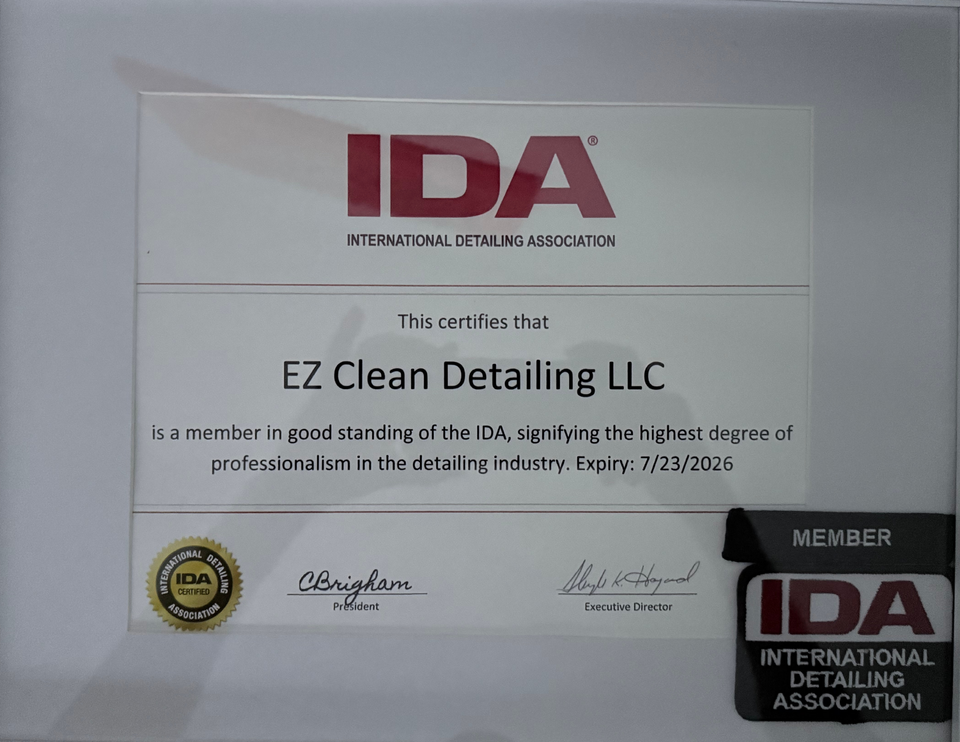 IDA®
INTERNATIONAL DETAILING ASSOCIATION
This certifies that
EZ Clean Detailing LLC
is a member in good standing of the IDA, signifying the highest degree of
professionalism in the detailing industry. Expiry: 7/23/2026
INTERNATIONAL DETAILING
IDA
CERTIFIED
ASSOCIATION
CBrigham
President
Executive Director
MEMBER
IDA
INTERNATIONAL
DETAILING
ASSOCIATION